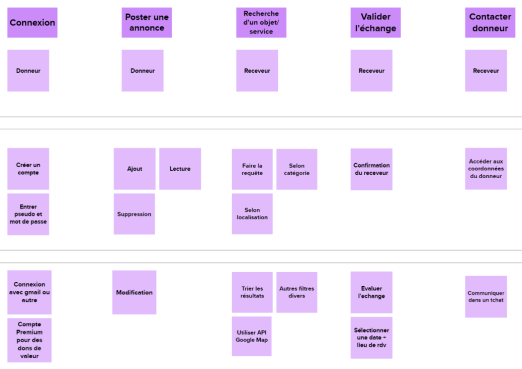 Connexion
Poster une
annonce
Recherche
d'un objet/
service
Valider
l'échange
Contacter
donneur
Donneur
Donneur
Receveur
Receveur
Receveur
Créer un
compte
Ajout
Lecture
Faire la
requête
Selon
catégorie
Confirmation
du receveur
Accéder aux
coordonnées
du donneur
Entrer
pseudo et
mot de passe
Suppression
Selon
localisation
Connexion
avec gmail ou
autre
Modification
Trier les
résultats
Autres filtres
divers
Evaluer
l'echange
Communiquer
dans un tchat
Compte
Premium
pour des
dons de
valeur
Utiliser API
Google Map
Sélectionner
une date +
lieu de rdv